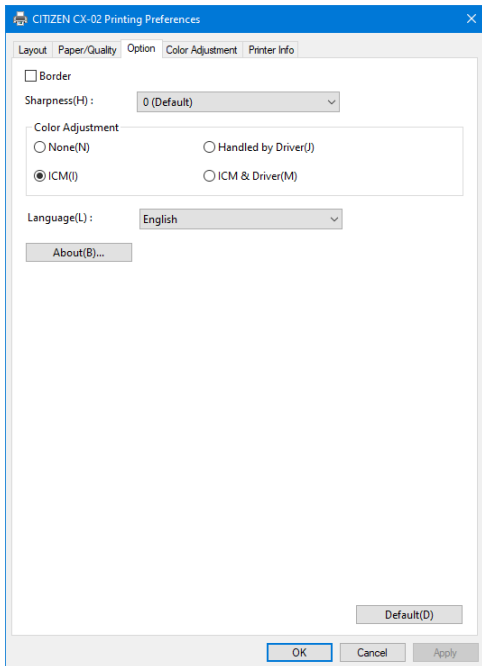 CITIZEN CX-02 Printing Preferences
Layout Paper/Quality Option Color Adjustment Printer Info
Border
Sharpness(H) : 0 (Default)
Color Adjustment
None(N) Handled by Driver(J)
ICM(I) ICM & Driver(M)
Language(L) : English
About(B)...
Default(D)
OK Cancel Apply